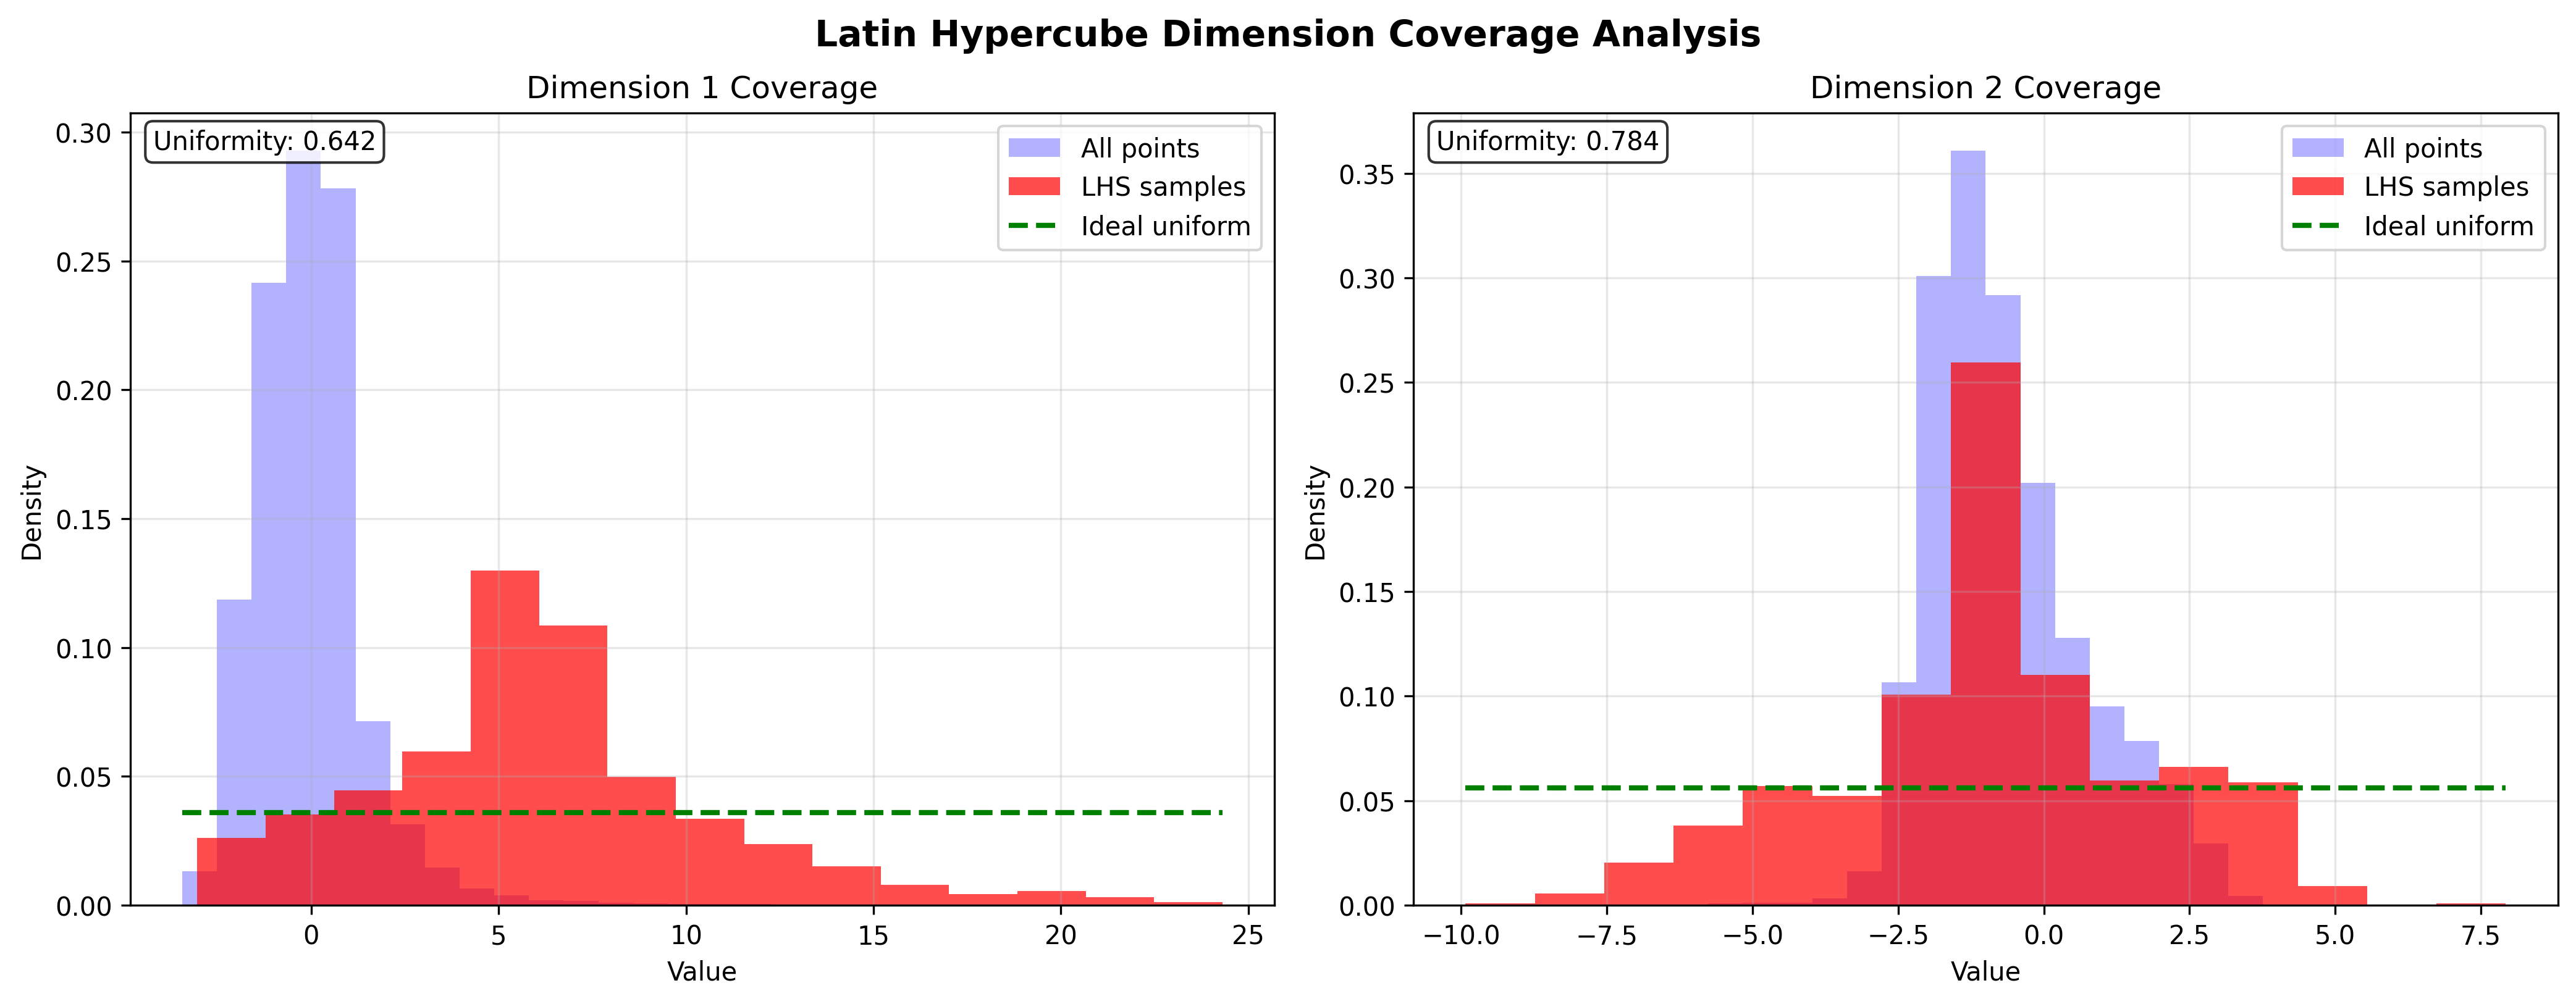 Latin Hypercube Dimension Coverage Analysis
Dimension 1 Coverage
Uniformity: 0.642
All points
LHS samples
Ideal uniform
0.30
0.25
0.20
0.15
0.10
0.05
0.00
Density
0 5 10 15 20 25
Value
Dimension 2 Coverage
Uniformity: 0.784
All points
LHS samples
Ideal uniform
0.35
0.30
0.25
0.20
0.15
0.10
0.05
0.00
Density
−10.0 −7.5 −5.0 −2.5 0.0 2.5 5.0 7.5
Value